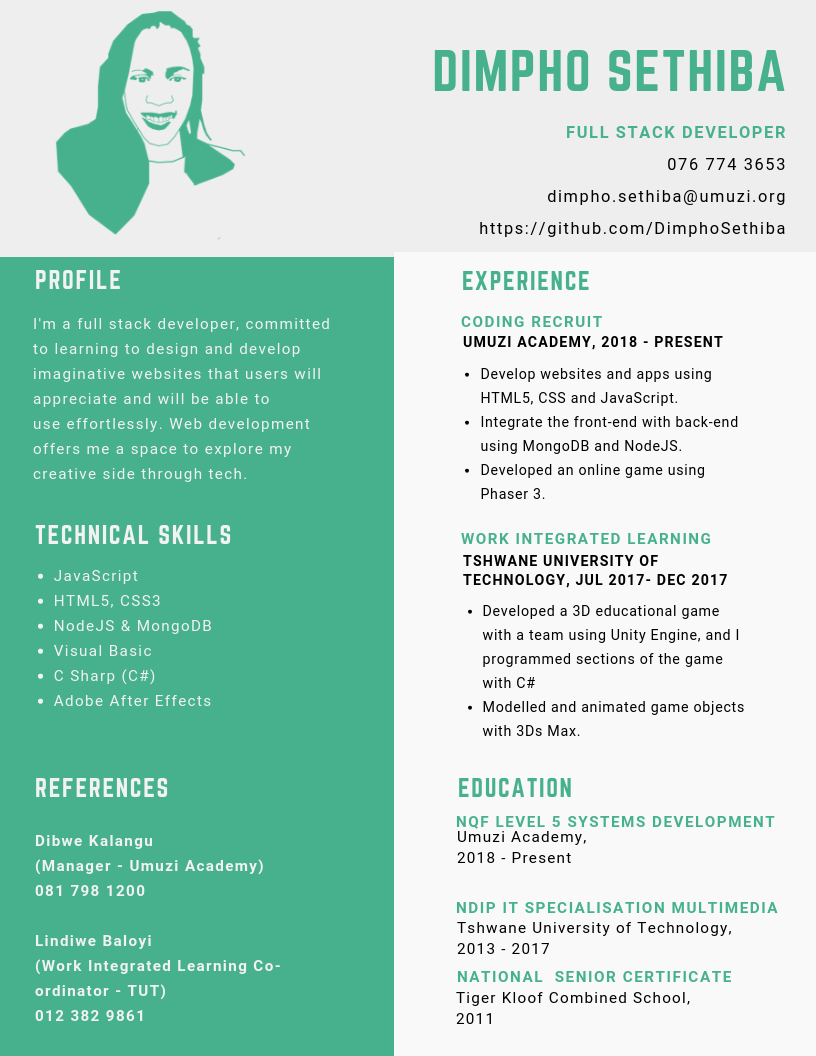 DIMPHO SETHIBA
FULL STACK DEVELOPER
076 774 3653
dimpho.sethiba@umuzi.org
https://github.com/DimphoSethiba
PROFILE
I'm a full stack developer, committed
to learning to design and develop
imaginative websites that users will
appreciate and will be able to
use effortlessly. Web development
offers me a space to explore my
creative side through tech.
TECHNICAL SKILLS
• JavaScript
• HTML5, CSS3
• NodeJS & MongoDB
• Visual Basic
• C Sharp (C#)
• Adobe After Effects
REFERENCES
Dibwe Kalangu
(Manager - Umuzi Academy)
081 798 1200
Lindiwe Baloyi
(Work Integrated Learning Co-
ordinator - TUT)
012 382 9861
EXPERIENCE
CODING RECRUIT
UMUZI ACADEMY, 2018 - PRESENT
• Develop websites and apps using
HTML5, CSS and JavaScript.
• Integrate the front-end with back-end
using MongoDB and NodeJS.
• Developed an online game using
Phaser 3.
WORK INTEGRATED LEARNING
TSHWANE UNIVERSITY OF
TECHNOLOGY, JUL 2017- DEC 2017
• Developed a 3D educational game
with a team using Unity Engine, and I
programmed sections of the game
with C#
• Modelled and animated game objects
with 3Ds Max.
EDUCATION
NQF LEVEL 5 SYSTEMS DEVELOPMENT
Umuzi Academy,
2018 - Present
NDIP IT SPECIALISATION MULTIMEDIA
Tshwane University of Technology,
2013 - 2017
NATIONAL  SENIOR CERTIFICATE
Tiger Kloof Combined School,
2011